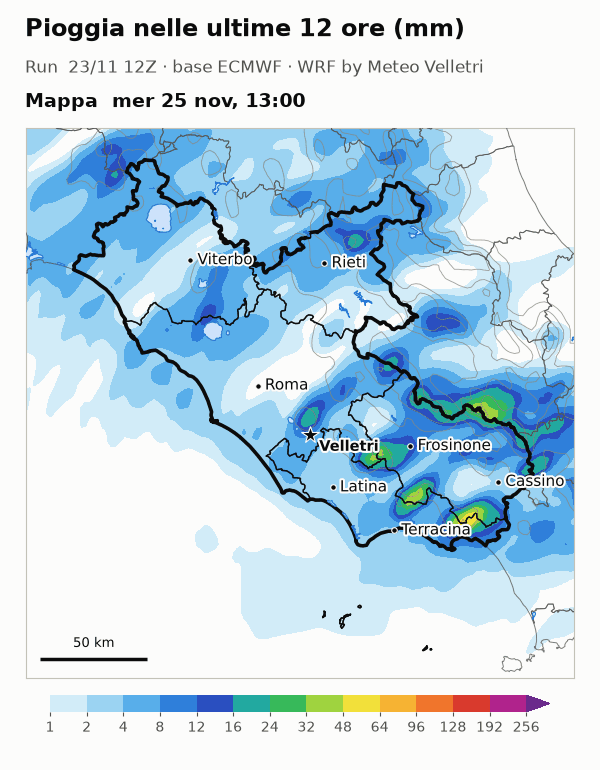 Pioggia nelle ultime 12 ore (mm)
Run  23/11 12Z · base ECMWF · WRF by Meteo Velletri
Mappa  mer 25 nov, 13:00
Viterbo
Rieti
Roma
Velletri
Frosinone
Latina
Cassino
Terracina
50 km
1 2 4 8 12 16 24 32 48 64 96 128 192 256